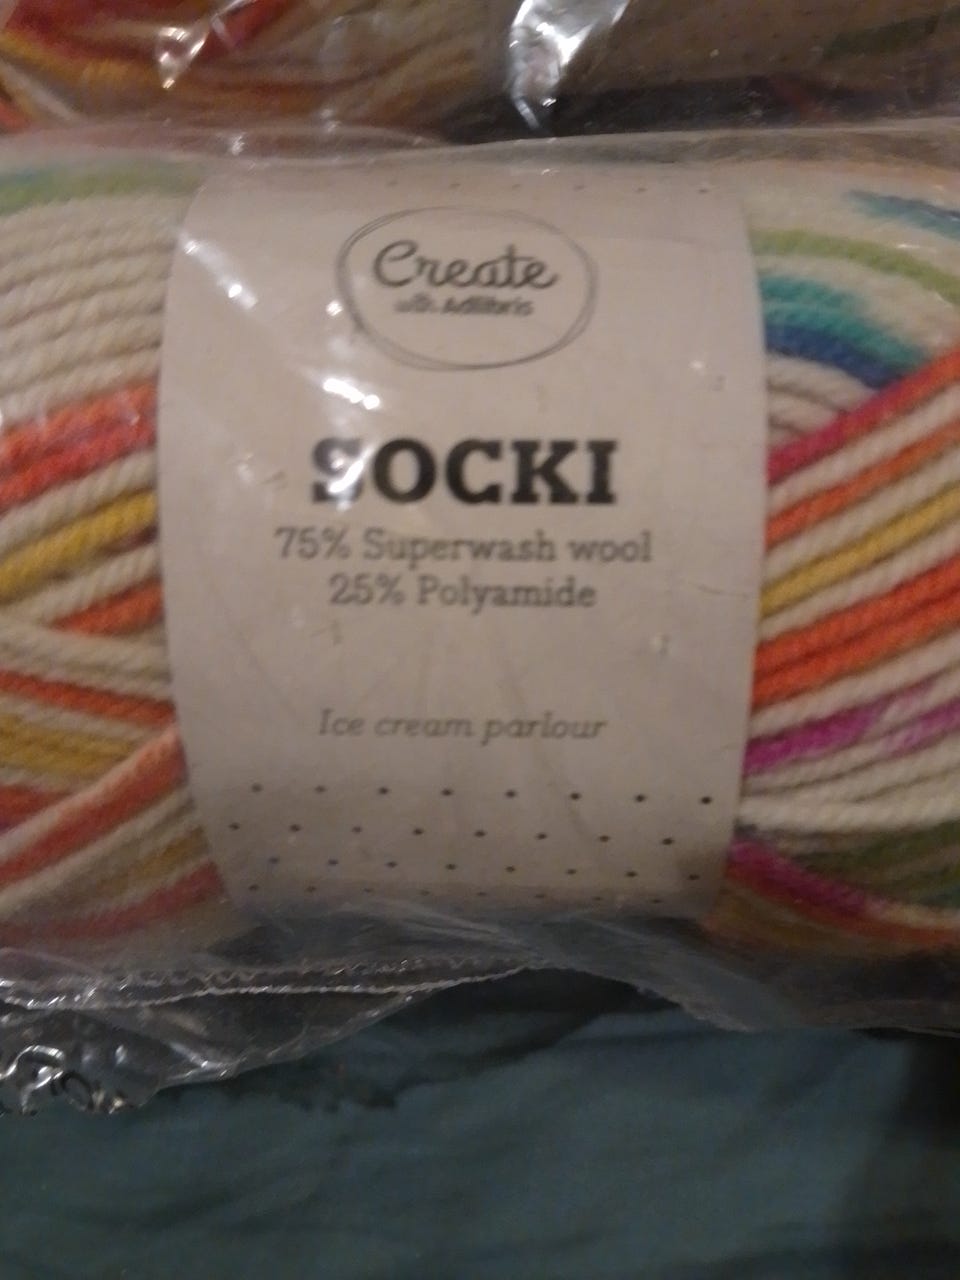 Create
with Adlibris
SOCKI
75% Superwash wool
25% Polyamide
Ice cream parlour